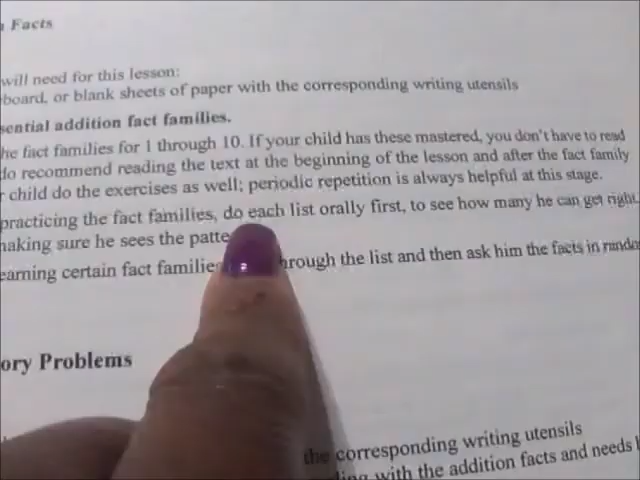 Facts
will need for this lesson:
board, or blank sheets of paper with the corresponding writing utensils
sential addition fact families.
he fact families for 1 through 10. If your child has these mastered, you don't have to read
do recommend reading the text at the beginning of the lesson and after the fact family
r child do the exercises as well; periodic repetition is always helpful at this stage.
practicing the fact families, do each list orally first, to see how many he can get right.
naking sure he sees the patte
earning certain fact familie hrough the list and then ask him the facts in random
ory Problems
the corresponding writing utensils
ding with the addition facts and needs